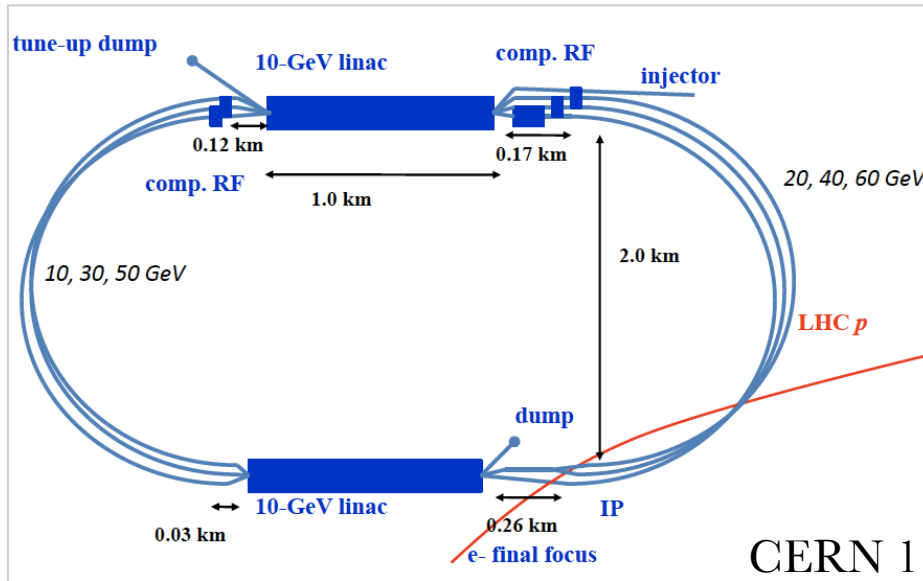 tune-up dump
10-GeV linac
comp. RF
injector
0.12 km
0.17 km
comp. RF
1.0 km
20, 40, 60 GeV
10, 30, 50 GeV
2.0 km
LHC p
dump
10-GeV linac
IP
0.03 km
0.26 km
e- final focus
CERN 1